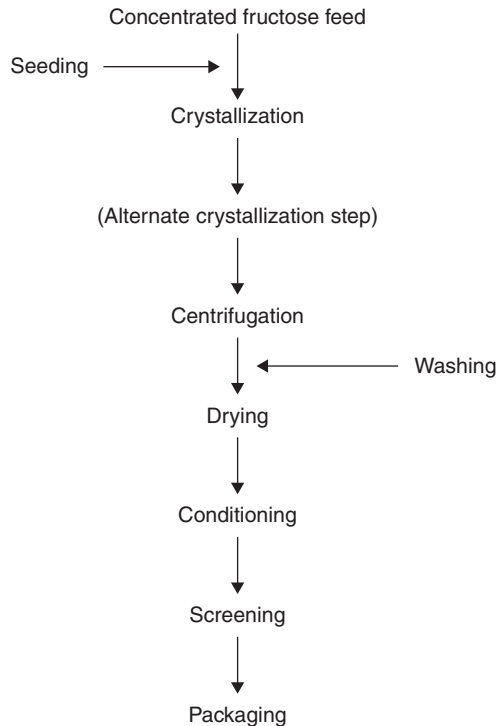 Concentrated fructose feed
Seeding
Crystallization
(Alternate crystallization step)
Centrifugation
Washing
Drying
Conditioning
Screening
Packaging